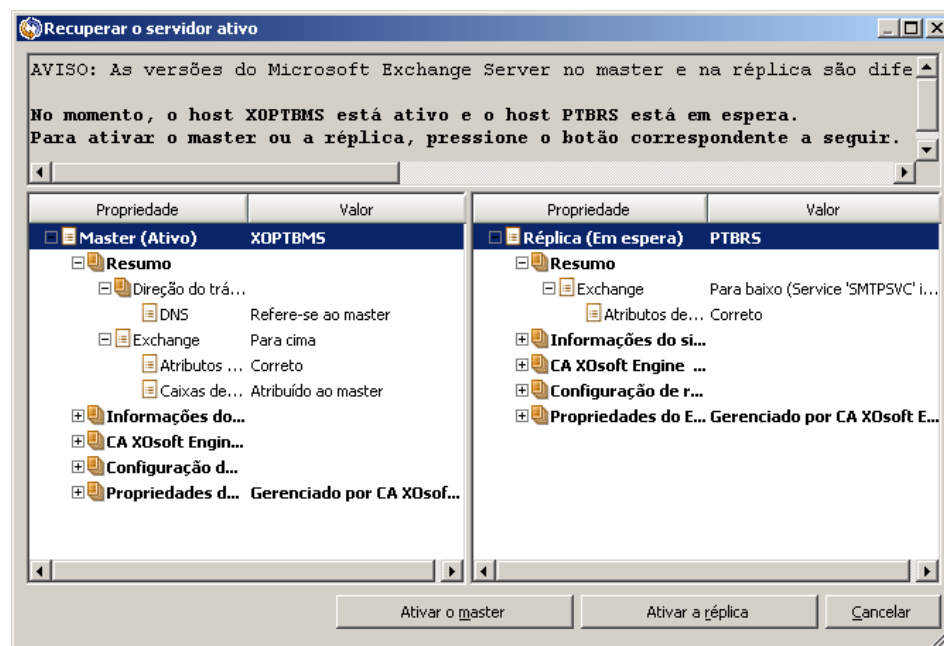 Recuperar o servidor ativo
AVISO: As versões do Microsoft Exchange Server no master e na réplica são dife
No momento, o host XOPTBMS está ativo e o host PTBRS está em espera.
Para ativar o master ou a réplica, pressione o botão correspondente a seguir.
Propriedade Valor
Master (Ativo) XOPTBMS
Resumo
Direção do trá...
DNS Refere-se ao master
Exchange Para cima
Atributos ... Correto
Caixas de... Atribuído ao master
Informações do...
CA XOsoft Engin...
Configuração d...
Propriedades d... Gerenciado por CA XOsof...
Propriedade Valor
Réplica (Em espera) PTBRS
Resumo
Exchange Para baixo (Service 'SMTPSVC' i...
Atributos de... Correto
Informações do si...
CA XOsoft Engine ...
Configuração de r...
Propriedades do E... Gerenciado por CA XOsoft E...
Ativar o master Ativar a réplica Cancelar